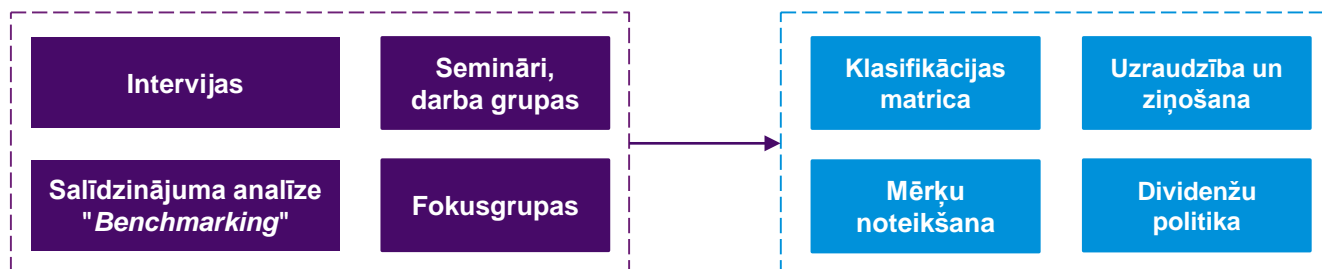 Intervijas
Semināri,
darba grupas
Salīdzinājuma analīze
"Benchmarking"
Fokusgrupas
Klasifikācijas
matrica
Uzraudzība un
ziņošana
Mērķu
noteikšana
Dividenžu
politika